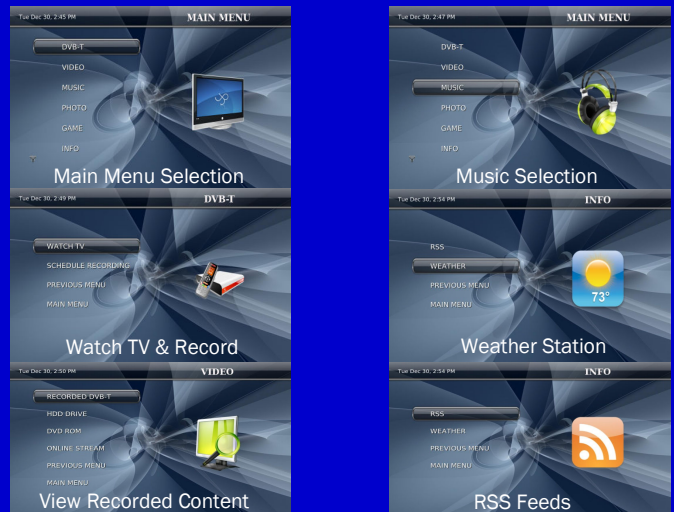 Tue Dec 30, 2:45 PM
MAIN MENU
DVB-T
VIDEO
MUSIC
PHOTO
GAME
INFO
Main Menu Selection
Tue Dec 30, 2:49 PM
DVB-T
WATCH TV
SCHEDULE RECORDING
PREVIOUS MENU
MAIN MENU
Watch TV & Record
Tue Dec 30, 2:50 PM
VIDEO
RECORDED DVB-T
HDD DRIVE
DVD ROM
ONLINE STREAM
PREVIOUS MENU
MAIN MENU
View Recorded Content
Tue Dec 30, 2:47 PM
MAIN MENU
DVB-T
VIDEO
MUSIC
PHOTO
GAME
INFO
Music Selection
Tue Dec 30, 2:54 PM
INFO
RSS
WEATHER
PREVIOUS MENU
MAIN MENU
73°
Weather Station
Tue Dec 30, 2:54 PM
INFO
RSS
WEATHER
PREVIOUS MENU
MAIN MENU
RSS Feeds